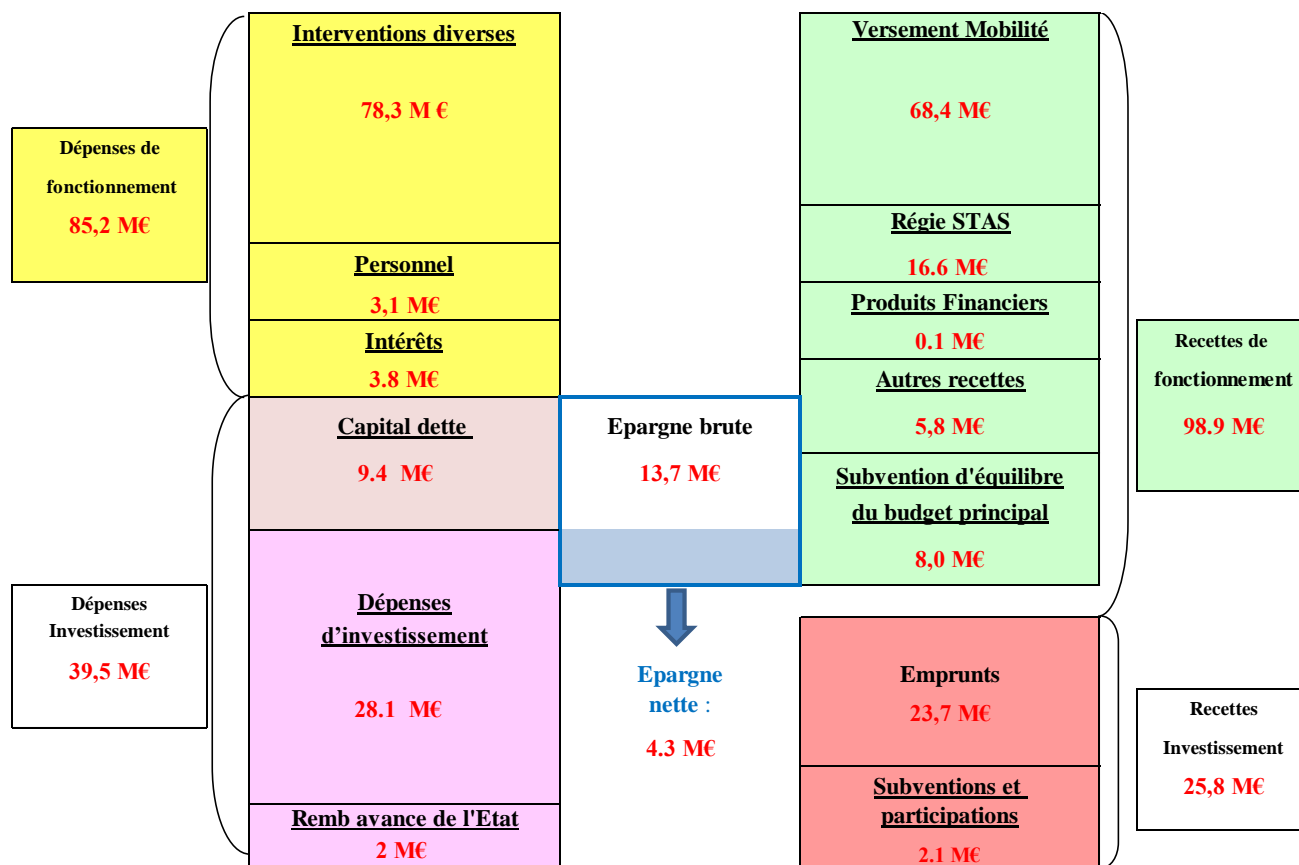 Dépenses de
fonctionnement
85,2 M€
Interventions diverses
78,3 M €
Personnel
3,1 M€
Intérêts
3.8 M€
Dépenses
Investissement
39,5 M€
Capital dette
9.4 M€
Dépenses
d’investissement
28.1 M€
Remb avance de l'Etat
2 M€
Epargne brute
13,7 M€
Epargne
nette :
4.3 M€
Versement Mobilité
68,4 M€
Régie STAS
16.6 M€
Produits Financiers
0.1 M€
Autres recettes
5,8 M€
Subvention d'équilibre
du budget principal
8,0 M€
Recettes de
fonctionnement
98.9 M€
Emprunts
23,7 M€
Subventions et
participations
2.1 M€
Recettes
Investissement
25,8 M€